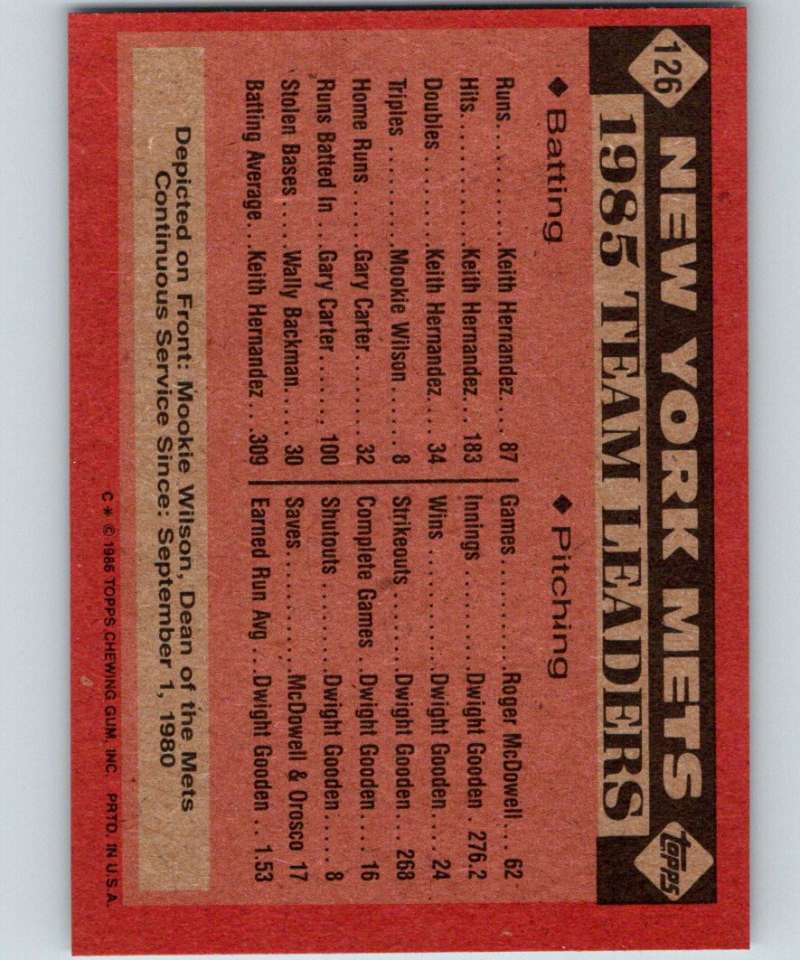 126
NEW YORK METS
topps
1985 TEAM LEADERS
◆ Batting
Runs..........Keith Hernandez... 87
Hits............Keith Hernandez... 183
Doubles.......Keith Hernandez... 34
Triples ........Mookie Wilson..... 8
Home Runs .....Gary Carter........ 32
Runs Batted In ..Gary Carter...... 100
Stolen Bases ....Wally Backman.... 30
Batting Average..Keith Hernandez ..309
◆ Pitching
Games..........Roger McDowell... 62
Innings.........Dwight Gooden . 276.2
Wins ............Dwight Gooden.... 24
Strikeouts........Dwight Gooden... 268
Complete Games ..Dwight Gooden.... 16
Shutouts .........Dwight Gooden..... 8
Saves............McDowell & Orosco 17
Earned Run Avg ...Dwight Gooden .. 1.53
Depicted on Front: Mookie Wilson, Dean of the Mets
Continuous Service Since: September 1, 1980
C * © 1986 TOPPS CHEWING GUM, INC. PRTD. IN U.S.A.